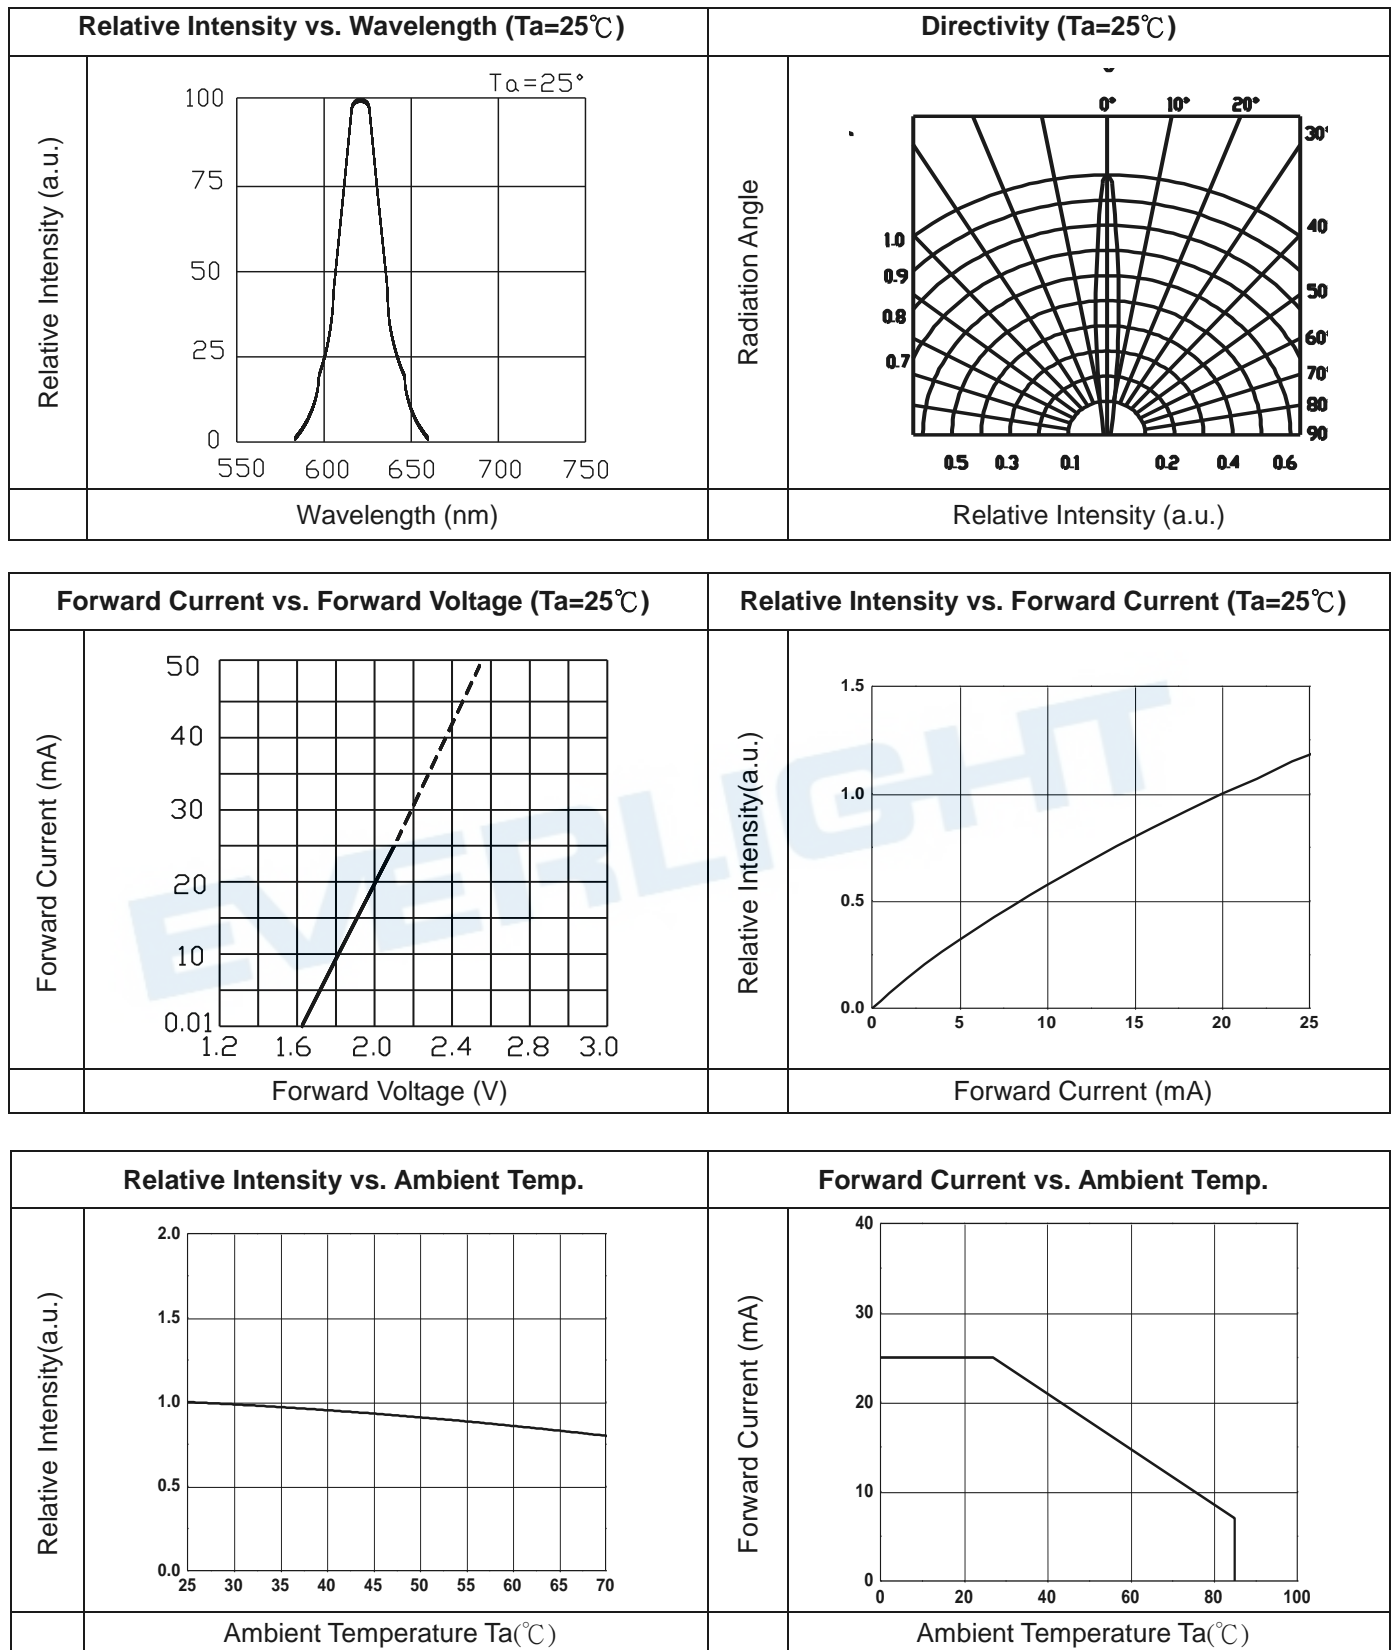 Relative Intensity vs. Wavelength (Ta=25℃)
Directivity (Ta=25℃)
Relative Intensity (a.u.)
Ta=25°
100
75
50
25
0
550 600 650 700 750
Wavelength (nm)
Radiation Angle
0° 10° 20°
30°
40
50
60°
70°
80
90
1.0
0.9
0.8
0.7
0.5 0.3 0.1 0.2 0.4 0.6
Relative Intensity (a.u.)
Forward Current vs. Forward Voltage (Ta=25℃)
Relative Intensity vs. Forward Current (Ta=25℃)
Forward Current (mA)
50
40
30
20
10
0.01
1.2 1.6 2.0 2.4 2.8 3.0
Forward Voltage (V)
Relative Intensity(a.u.)
1.5
1.0
0.5
0.0
0 5 10 15 20 25
Forward Current (mA)
EVERLIGHT
Relative Intensity vs. Ambient Temp.
Forward Current vs. Ambient Temp.
Relative Intensity(a.u.)
2.0
1.5
1.0
0.5
0.0
25 30 35 40 45 50 55 60 65 70
Ambient Temperature Ta(℃)
Forward Current (mA)
40
30
20
10
0
0 20 40 60 80 100
Ambient Temperature Ta(℃)